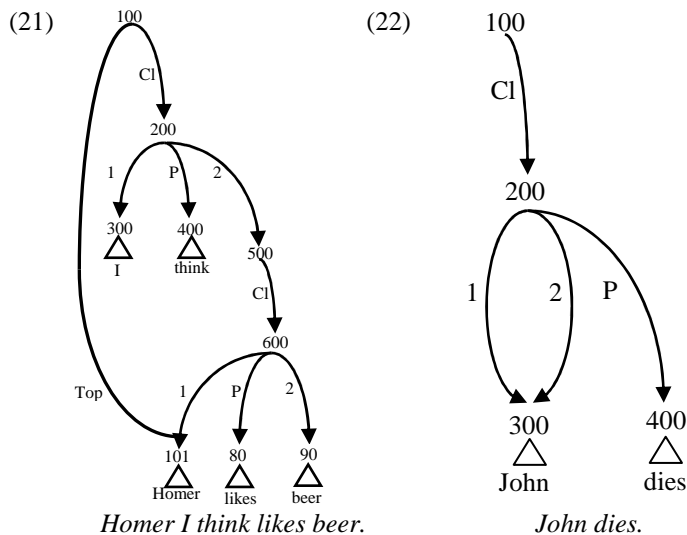 (21)
100
Cl
200
1 P 2
300 400 500
I think
Cl
600
Top 1 P 2
101 80 90
Homer likes beer
Homer I think likes beer.
(22)
100
Cl
200
1 2 P
300 400
John dies
John dies.